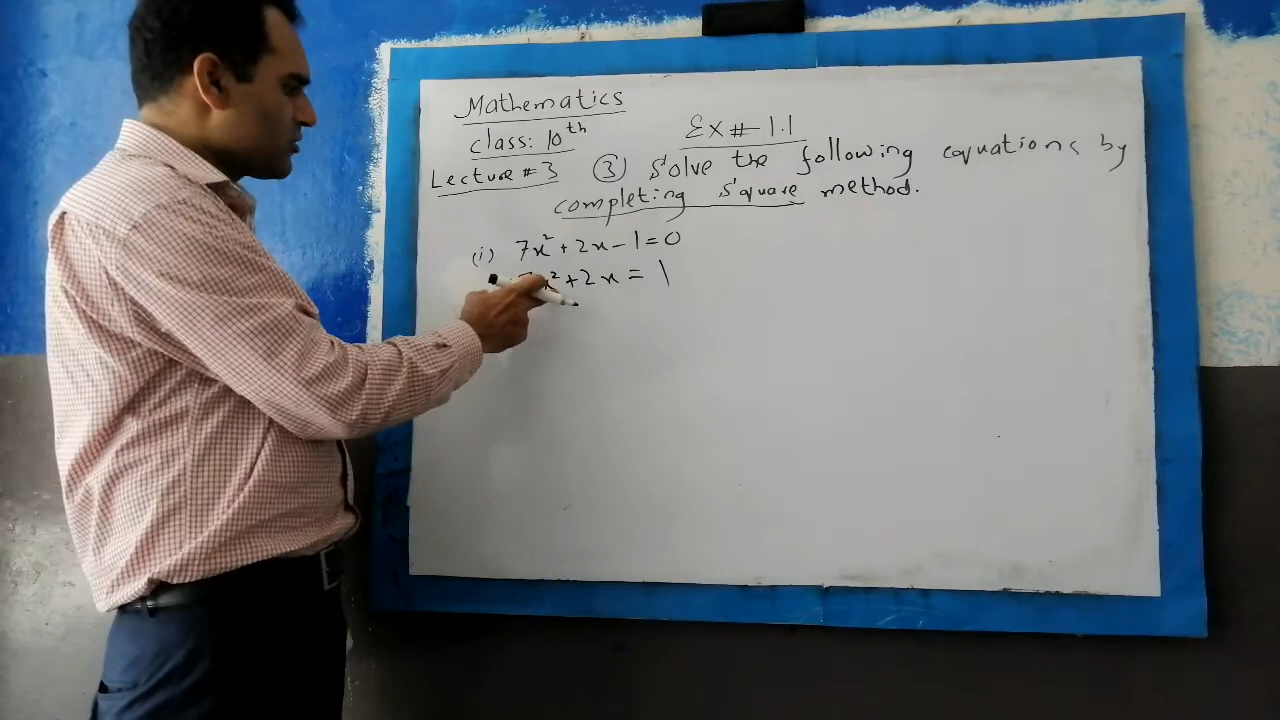 Mathematics
class: 10th
Ex # 1.1
Lecture # 3
③ Solve the following equations by
completing square method.
(i) 7x² + 2x - 1 = 0
7x² + 2x = 1